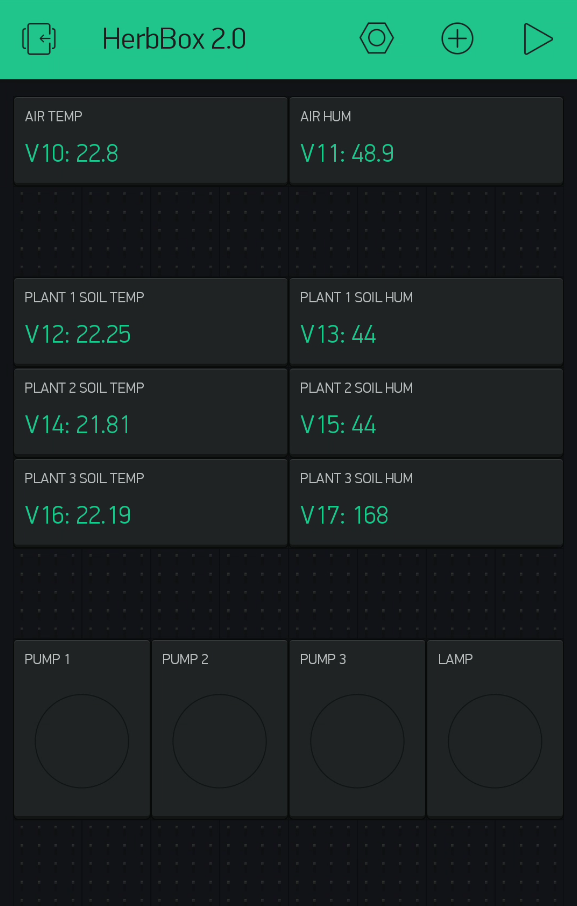 HerbBox 2.0
AIR TEMP
V10: 22.8
AIR HUM
V11: 48.9
PLANT 1 SOIL TEMP
V12: 22.25
PLANT 1 SOIL HUM
V13: 44
PLANT 2 SOIL TEMP
V14: 21.81
PLANT 2 SOIL HUM
V15: 44
PLANT 3 SOIL TEMP
V16: 22.19
PLANT 3 SOIL HUM
V17: 168
PUMP 1
PUMP 2
PUMP 3
LAMP